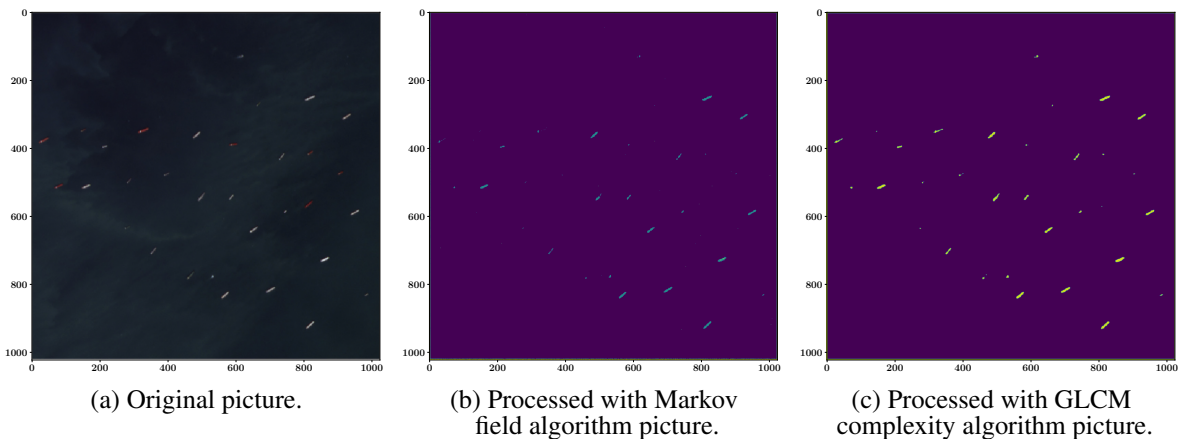 0
200
400
600
800
1000
0 200 400 600 800 1000
0
200
400
600
800
1000
0 200 400 600 800 1000
0
200
400
600
800
1000
0 200 400 600 800 1000
(a) Original picture.
(b) Processed with Markov
field algorithm picture.
(c) Processed with GLCM
complexity algorithm picture.